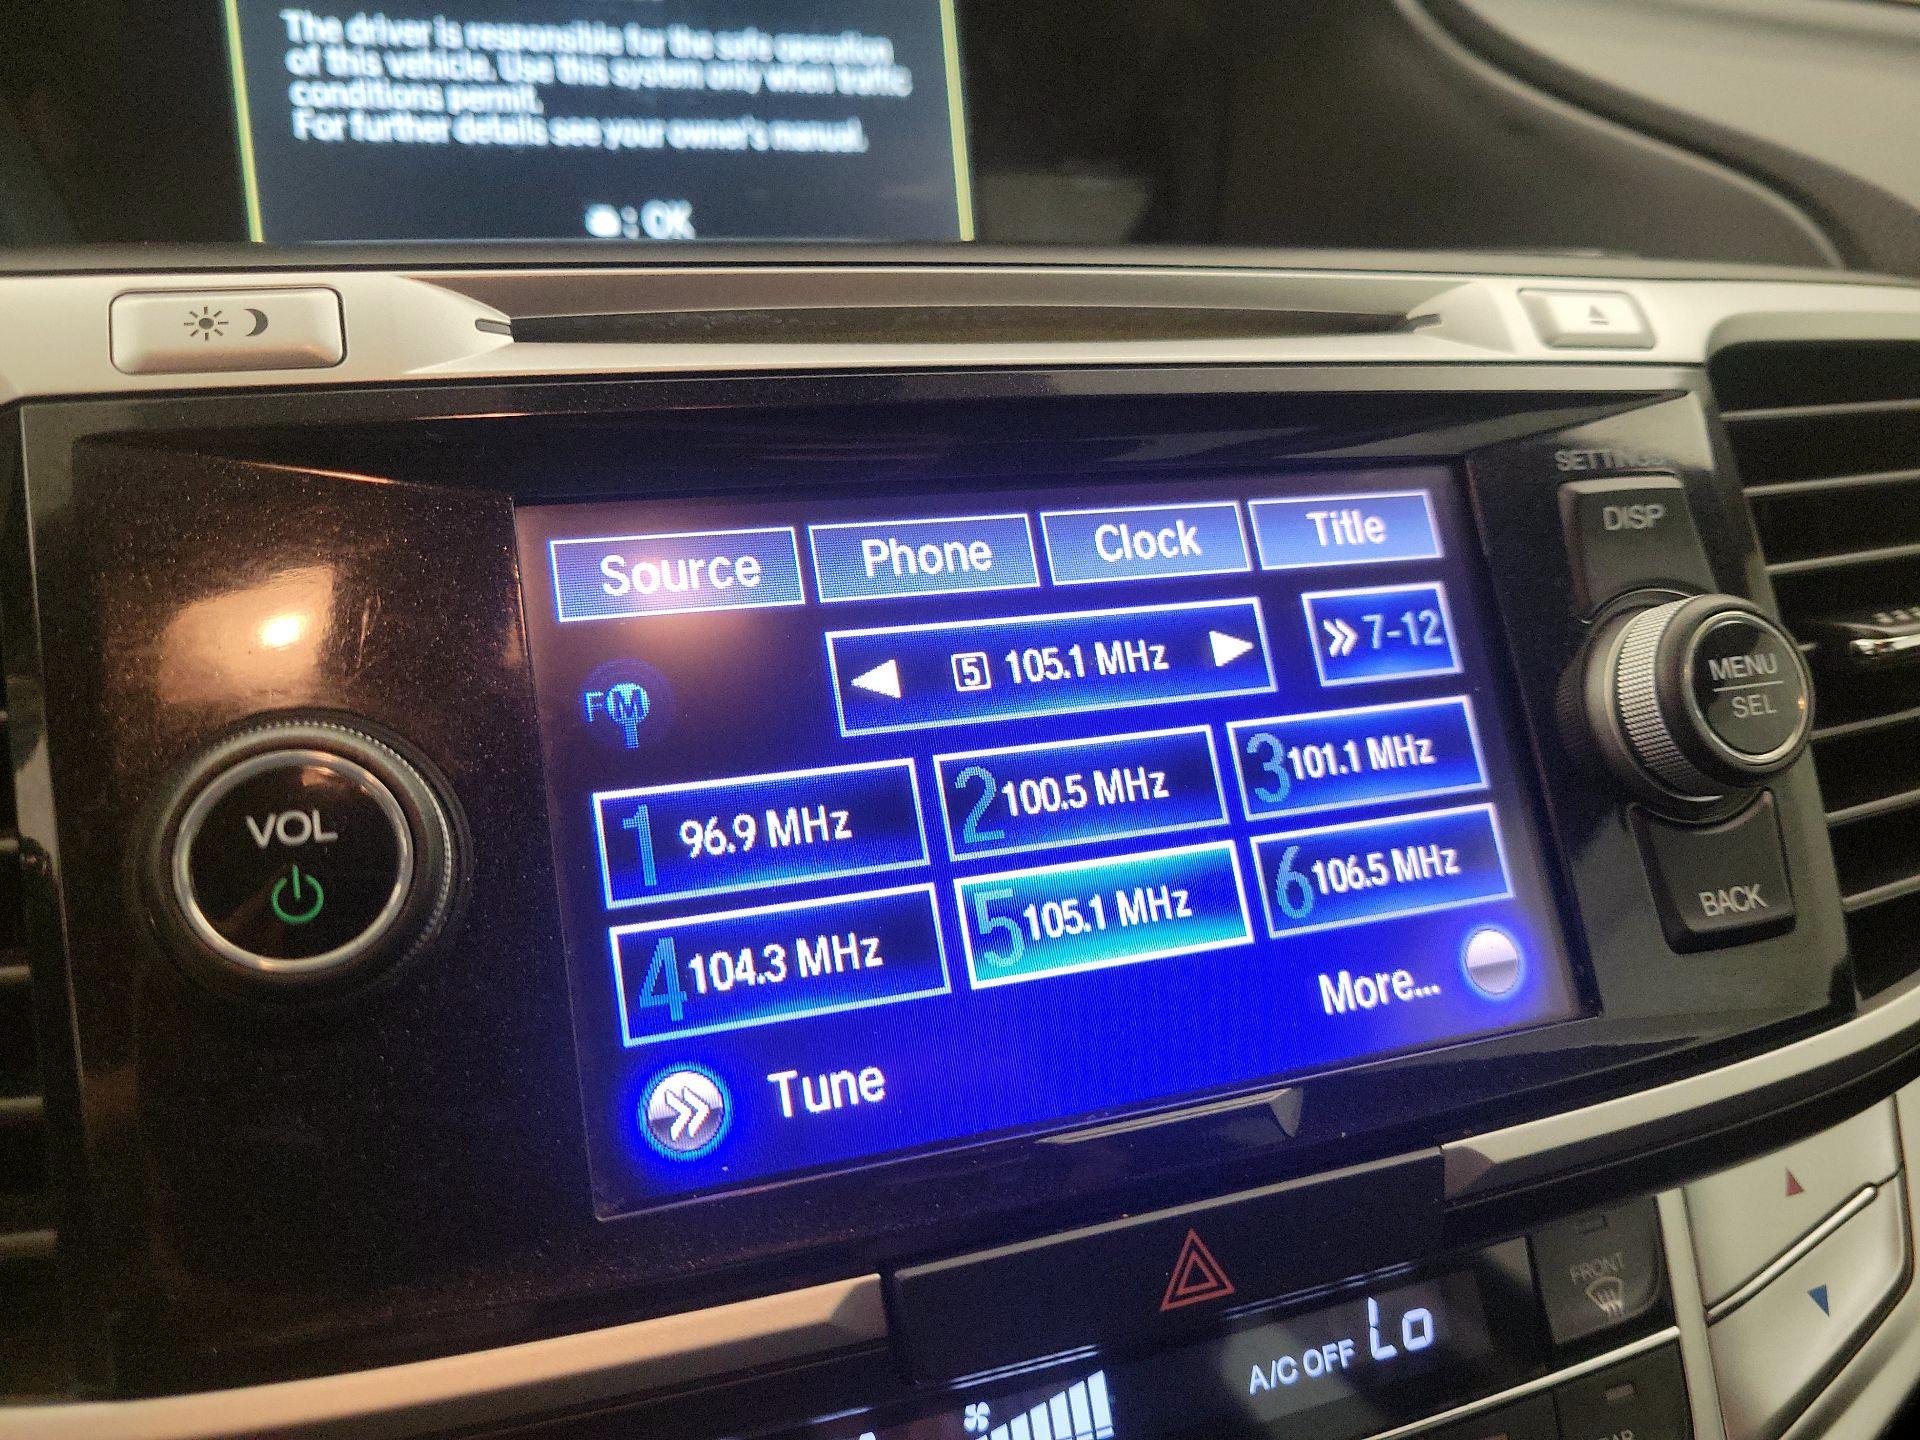 The driver is responsible for the safe operation
of this vehicle. Use this system only when traffic
conditions permit.
For further details see your owner's manual.
: OK
SETTINGS
DISP
Source Phone Clock Title
5 105.1 MHz
7-12
FM
MENU
SEL
1 96.9 MHz
2 100.5 MHz
3 101.1 MHz
VOL
4 104.3 MHz
5 105.1 MHz
6 106.5 MHz
BACK
More...
Tune
FRONT
A/C OFF Lo